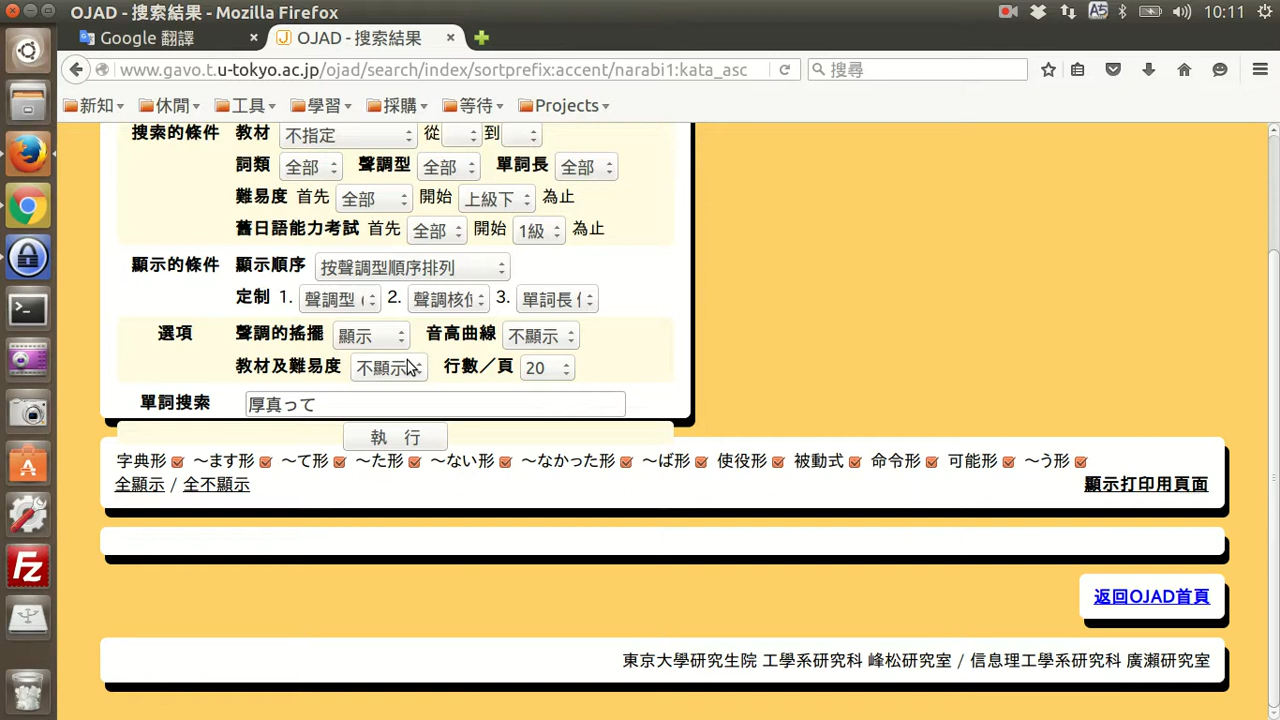 OJAD - 搜索結果 - Mozilla Firefox
10:11
Google 翻譯
OJAD - 搜索結果
www.gavo.t.u-tokyo.ac.jp/ojad/search/index/sortprefix:accent/narabi1:kata_asc
搜尋
新知 休閒 工具 學習 採購 等待 Projects
搜索的條件 教材 不指定 從 到
詞類 全部 聲調型 全部 單詞長 全部
難易度 首先 全部 開始 上級下 為止
舊日語能力考試 首先 全部 開始 1級 為止
顯示的條件 顯示順序 按聲調型順序排列
定制 1. 聲調型 ( 2. 聲調核位 3. 單詞長
選項 聲調的搖擺 顯示 音高曲線 不顯示
教材及難易度 不顯示 行數／頁 20
單詞搜索 厚真って
執 行
字典形 ～ます形 ～て形 ～た形 ～ない形 ～なかった形 ～ば形 使役形 被動式 命令形 可能形 ～う形
全顯示 / 全不顯示
顯示打印用頁面
返回OJAD首頁
東京大學研究生院 工學系研究科 峰松研究室 / 信息理工學系研究科 廣瀨研究室